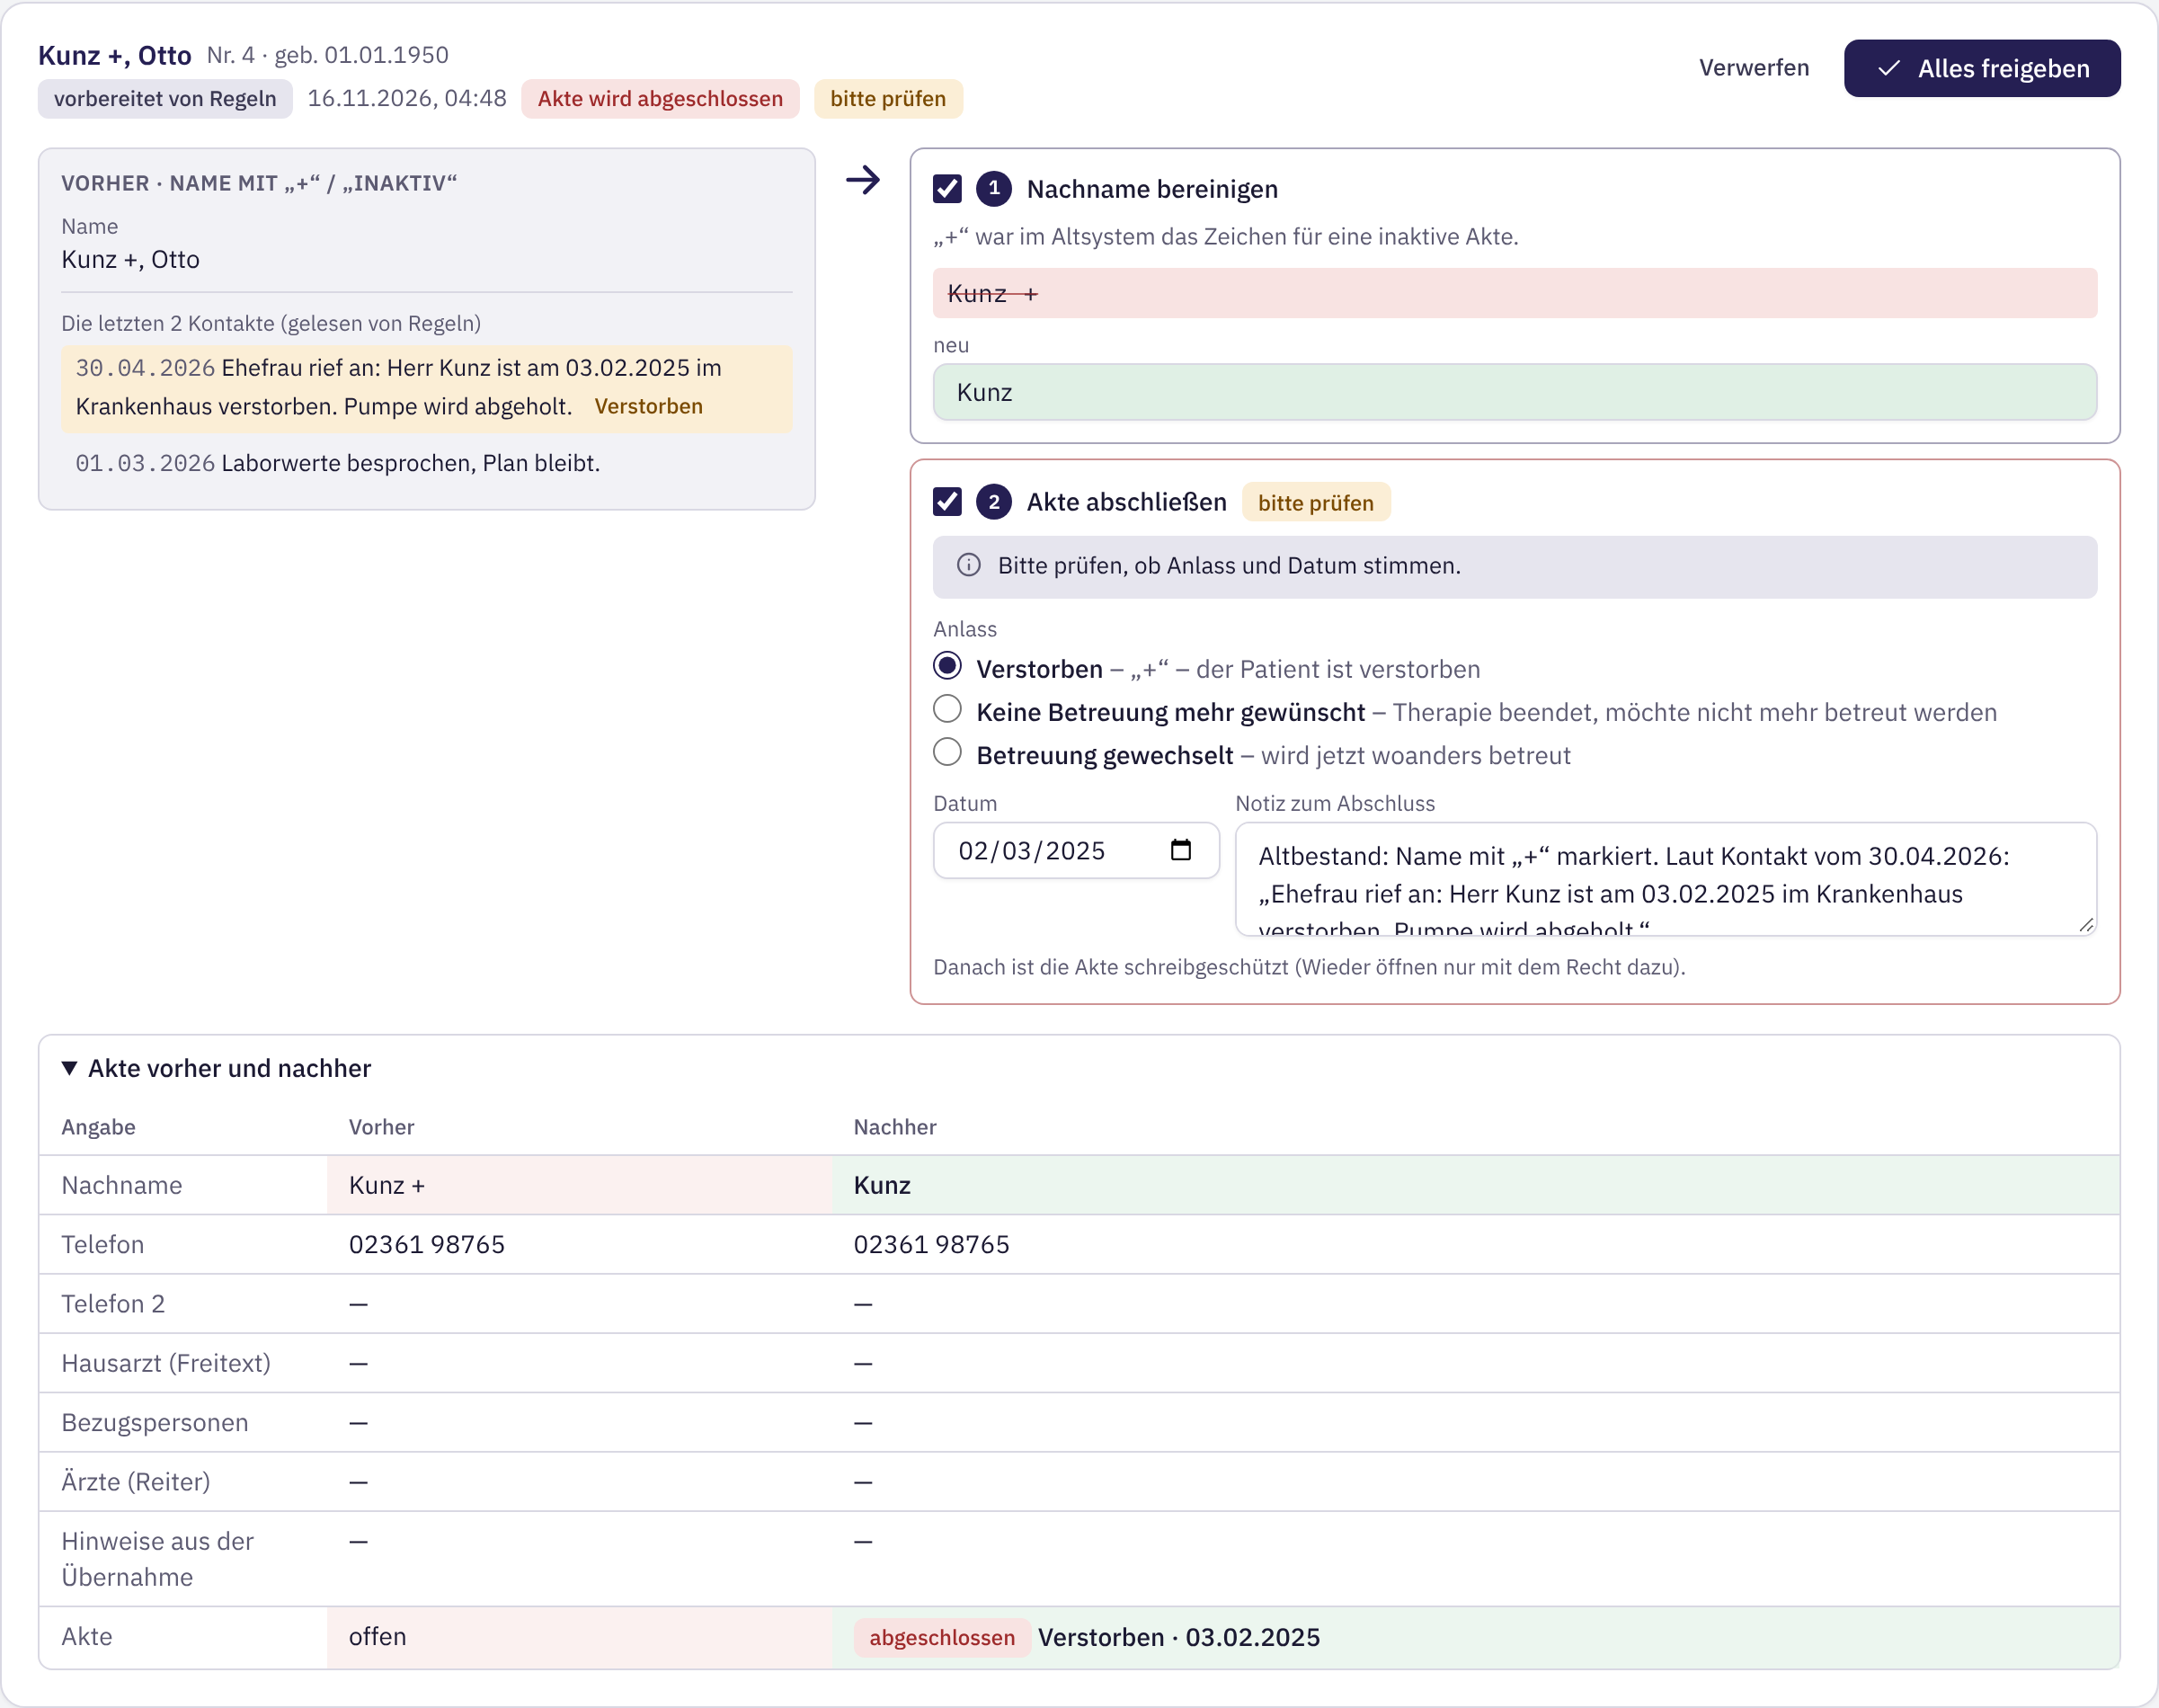 Kunz +, Otto Nr. 4 · geb. 01.01.1950
vorbereitet von Regeln 16.11.2026, 04:48 Akte wird abgeschlossen bitte prüfen
Verwerfen
Alles freigeben
VORHER · NAME MIT „+“ / „INAKTIV“
Name
Kunz +, Otto
Die letzten 2 Kontakte (gelesen von Regeln)
30.04.2026 Ehefrau rief an: Herr Kunz ist am 03.02.2025 im
Krankenhaus verstorben. Pumpe wird abgeholt. Verstorben
01.03.2026 Laborwerte besprochen, Plan bleibt.
1 Nachname bereinigen
„+“ war im Altsystem das Zeichen für eine inaktive Akte.
Kunz +
neu
Kunz
2 Akte abschließen bitte prüfen
Bitte prüfen, ob Anlass und Datum stimmen.
Anlass
Verstorben – „+“ – der Patient ist verstorben
Keine Betreuung mehr gewünscht – Therapie beendet, möchte nicht mehr betreut werden
Betreuung gewechselt – wird jetzt woanders betreut
Datum
02/03/2025
Notiz zum Abschluss
Altbestand: Name mit „+“ markiert. Laut Kontakt vom 30.04.2026:
„Ehefrau rief an: Herr Kunz ist am 03.02.2025 im Krankenhaus
verstorben. Pumpe wird abgeholt.“
Danach ist die Akte schreibgeschützt (Wieder öffnen nur mit dem Recht dazu).
Akte vorher und nachher
Angabe Vorher Nachher
Nachname Kunz + Kunz
Telefon 02361 98765 02361 98765
Telefon 2 — —
Hausarzt (Freitext) — —
Bezugspersonen — —
Ärzte (Reiter) — —
Hinweise aus der — —
Übernahme
Akte offen abgeschlossen Verstorben · 03.02.2025